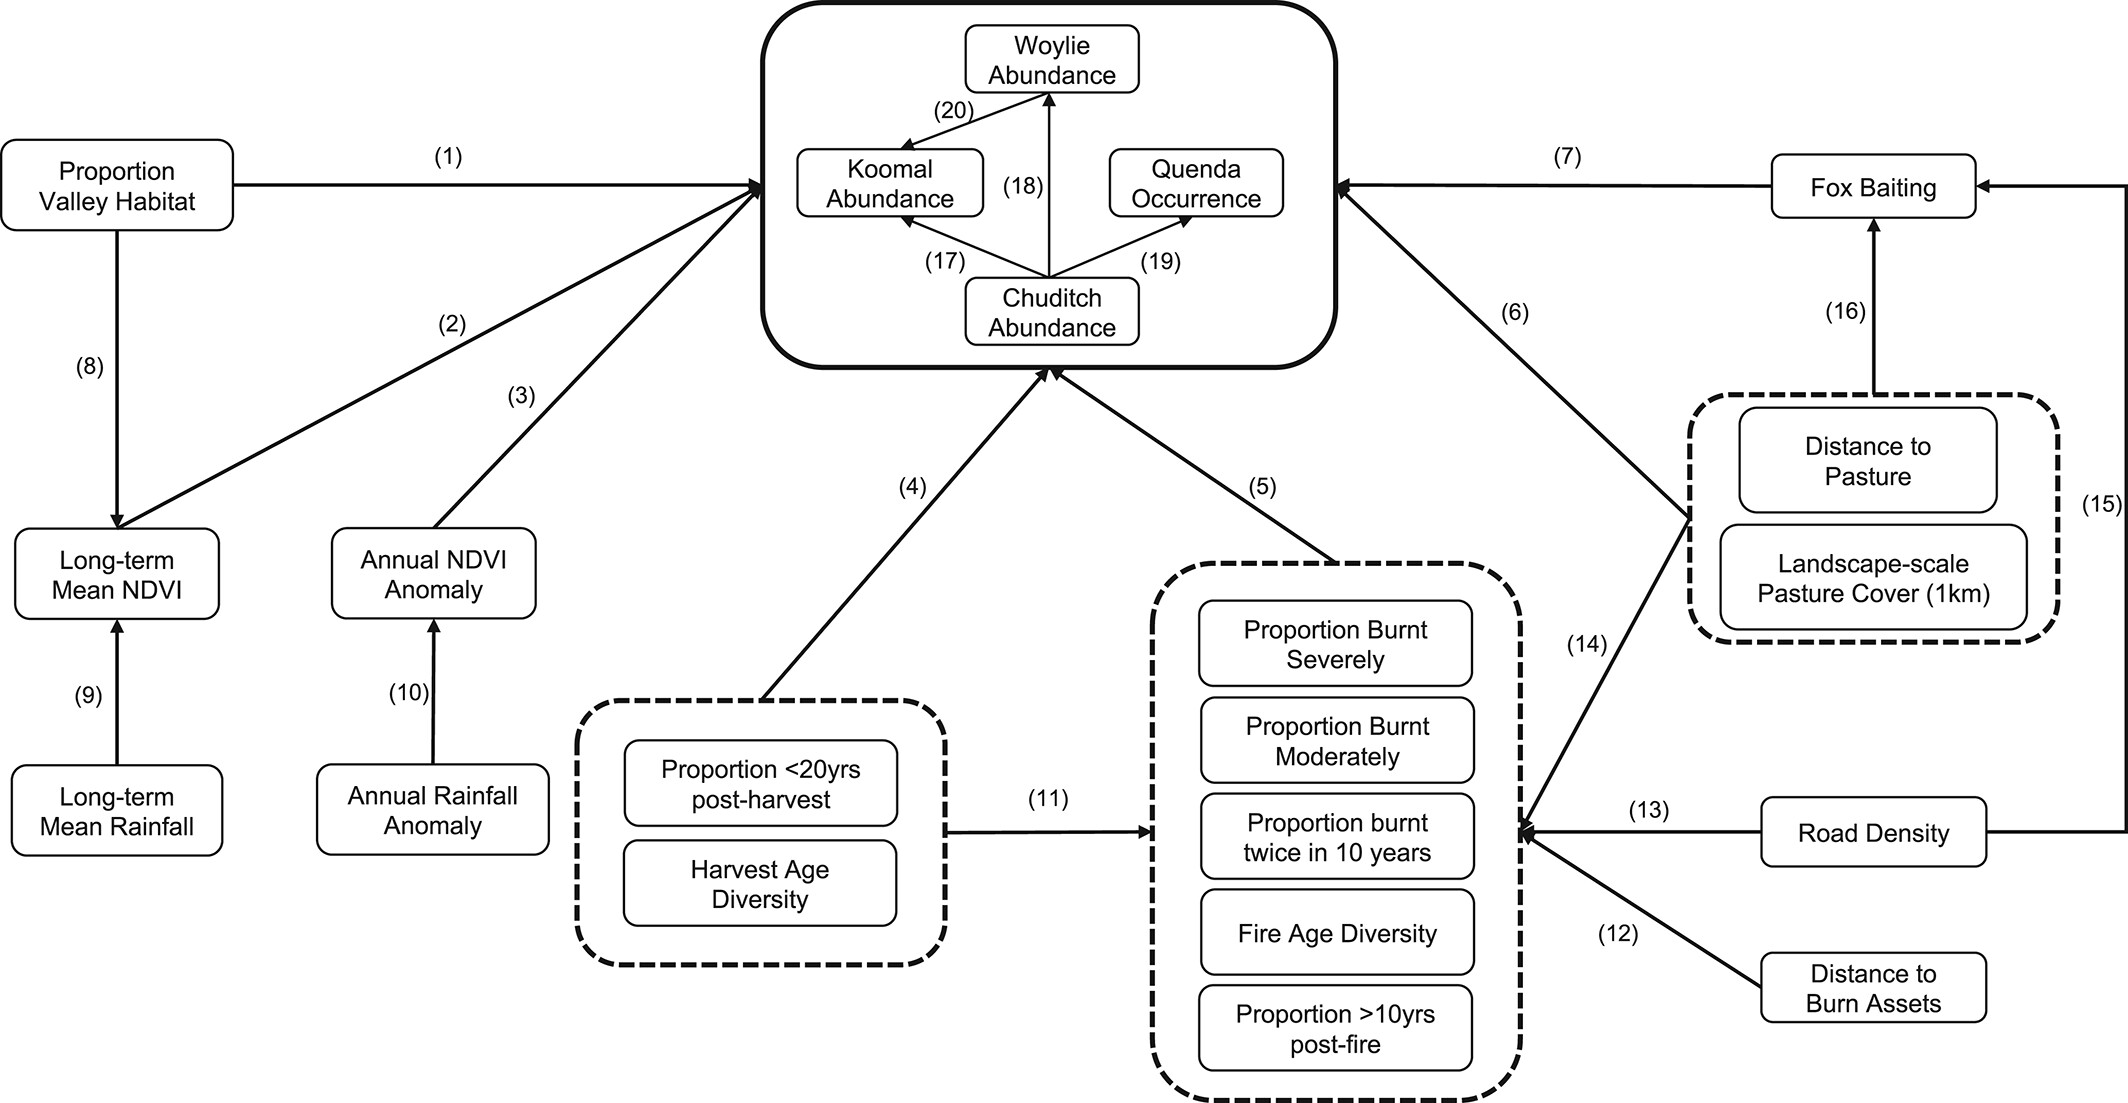 Woylie
Abundance
(20)
Koomal
Abundance
(18)
Quenda
Occurrence
(17)
(19)
Chuditch
Abundance
Proportion
Valley Habitat
(1)
(7)
Fox Baiting
(8)
(2)
(3)
(6)
(16)
(4)
(5)
(15)
Distance to
Pasture
Landscape-scale
Pasture Cover (1km)
Long-term
Mean NDVI
Annual NDVI
Anomaly
(9)
(10)
(14)
Long-term
Mean Rainfall
Annual Rainfall
Anomaly
Proportion <20yrs
post-harvest
Harvest Age
Diversity
(11)
Proportion Burnt
Severely
Proportion Burnt
Moderately
Proportion burnt
twice in 10 years
Fire Age Diversity
Proportion >10yrs
post-fire
(13)
Road Density
(12)
Distance to
Burn Assets